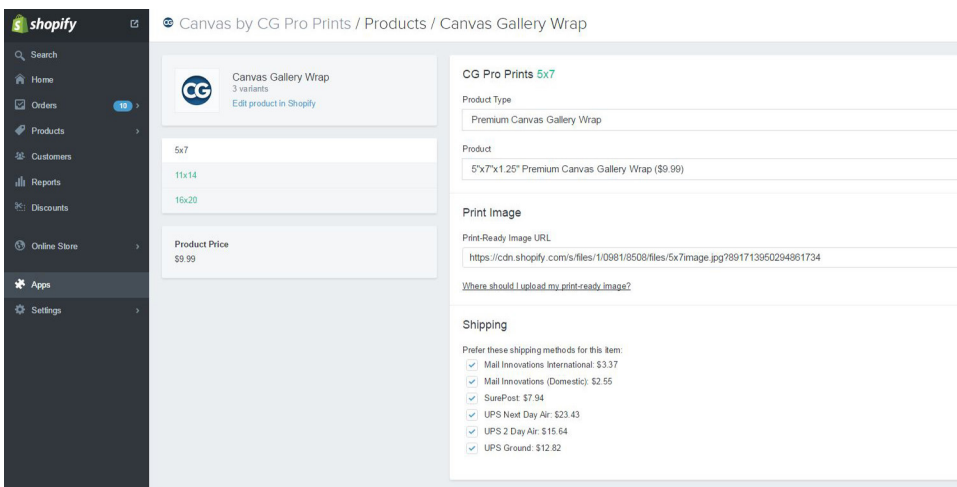 shopify
Canvas by CG Pro Prints / Products / Canvas Gallery Wrap
Search
Home
Orders
10
Products
Customers
Reports
Discounts
Online Store
Apps
Settings
CG
CG
Canvas Gallery Wrap
3 variants
Edit product in Shopify
5x7
11x14
16x20
Product Price
$9.99
CG Pro Prints 5x7
Product Type
Premium Canvas Gallery Wrap
Product
5"x7"x1.25" Premium Canvas Gallery Wrap ($9.99)
Print Image
Print-Ready Image URL
https://cdn.shopify.com/s/files/1/0981/8508/files/5x7image.jpg?891713950294861734
Where should I upload my print-ready image?
Shipping
Prefer these shipping methods for this item:
Mail Innovations International: $3.37
Mail Innovations (Domestic): $2.55
SurePost: $7.94
UPS Next Day Air: $23.43
UPS 2 Day Air: $15.64
UPS Ground: $12.82